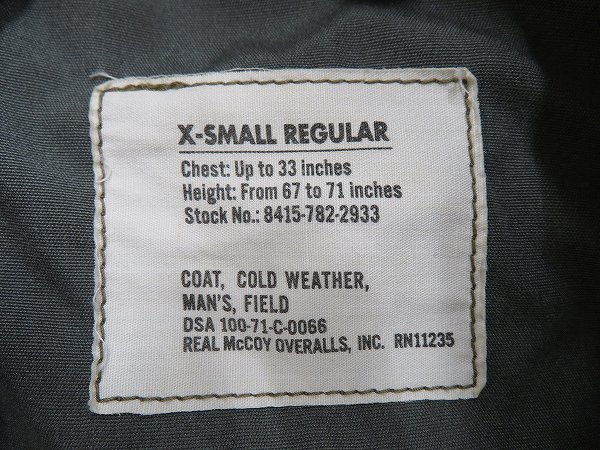 X-SMALL REGULAR
Chest: Up to 33 inches
Height: From 67 to 71 inches
Stock No.: 8415-782-2933
COAT, COLD WEATHER,
MAN'S, FIELD
DSA 100-71-C-0066
REAL McCOY OVERALLS, INC. RN11235